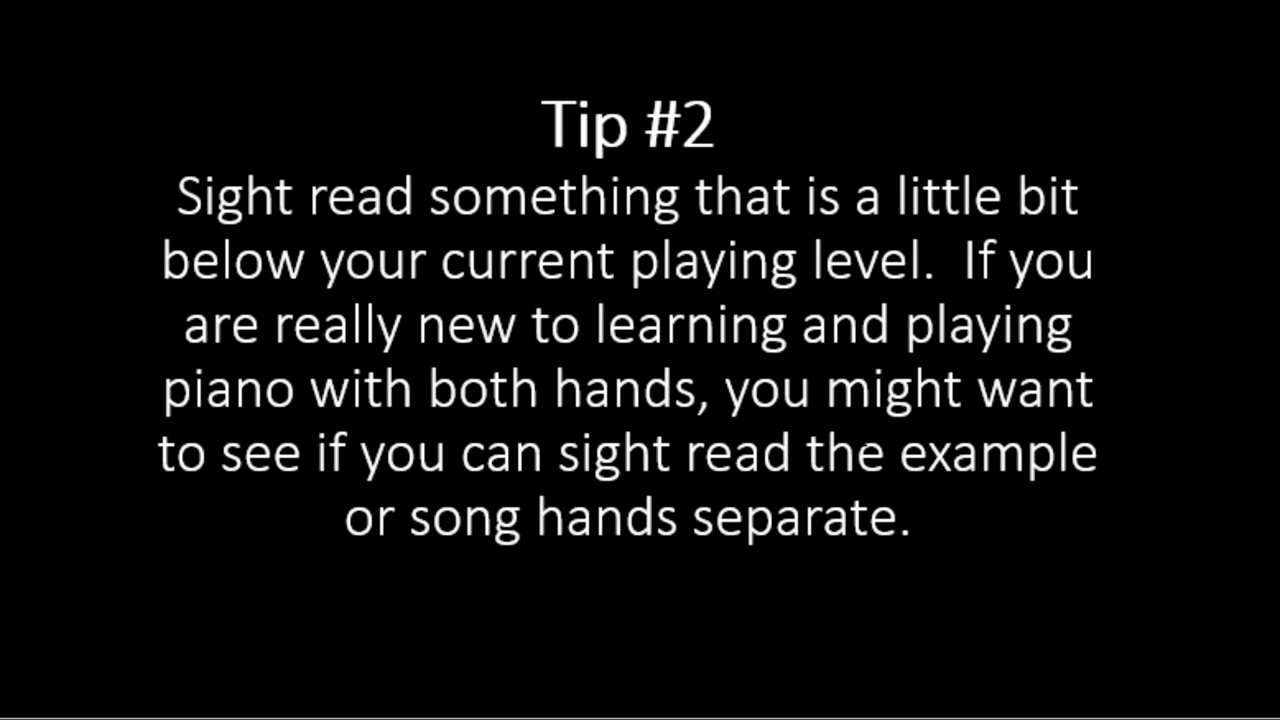 Tip #2
Sight read something that is a little bit
below your current playing level.  If you
are really new to learning and playing
piano with both hands, you might want
to see if you can sight read the example
or song hands separate.